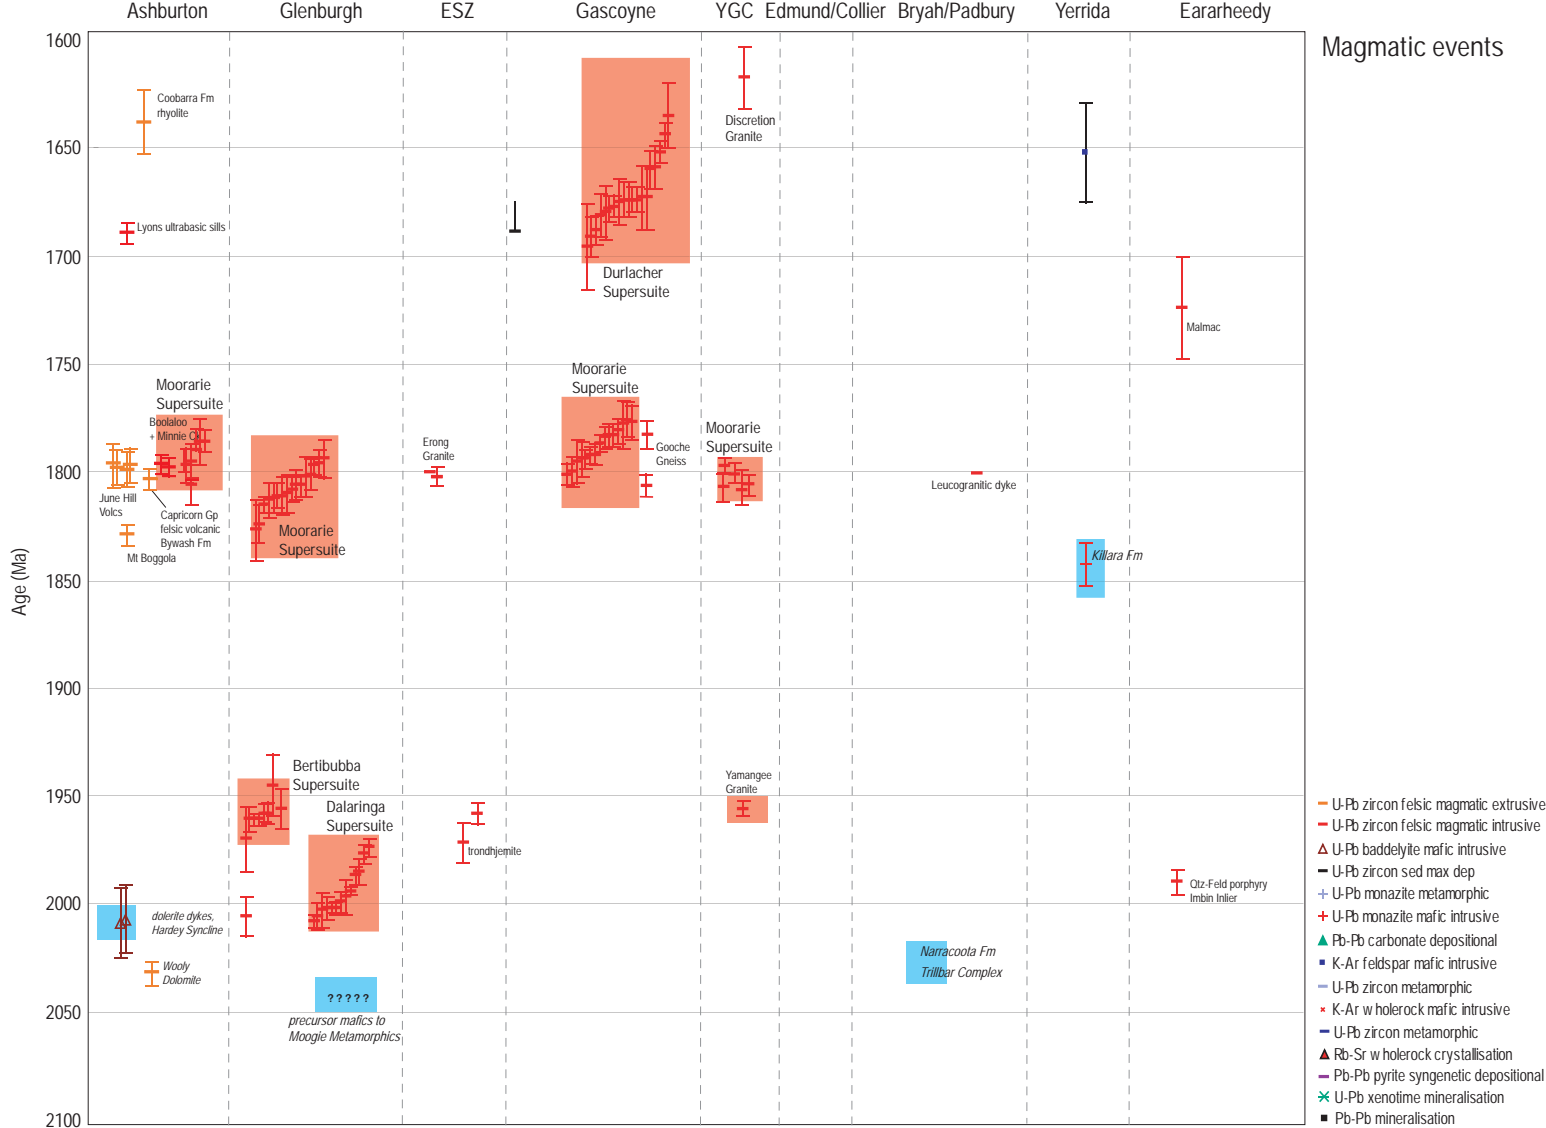 Ashburton Glenburgh ESZ Gascoyne YGC Edmund/Collier Bryah/Padbury Yerrida Eararheedy
Magmatic events
Age (Ma)
1600
1650
1700
1750
1800
1850
1900
1950
2000
2050
2100
Coobarra Fm
rhyolite
Lyons ultrabasic sills
Moorarie
Supersuite
Boolaloo
+ Minnie Ck
June Hill
Volcs
Capricorn Gp
felsic volcanic
Bywash Fm
Mt Boggola
dolerite dykes,
Hardey Syncline
Wooly
Dolomite
Moorarie
Supersuite
Bertibubba
Supersuite
Dalaringa
Supersuite
? ? ? ? ?
precursor mafics to
Moogie Metamorphics
Erong
Granite
trondhjemite
Durlacher
Supersuite
Moorarie
Supersuite
Gooche
Gneiss
Discretion
Granite
Moorarie
Supersuite
Yamangee
Granite
Leucogranitic dyke
Narracoota Fm
Trillbar Complex
Killara Fm
Malmac
Qtz-Feld porphyry
Imbin Inlier
U-Pb zircon felsic magmatic extrusive
U-Pb zircon felsic magmatic intrusive
U-Pb baddelyite mafic intrusive
U-Pb zircon sed max dep
U-Pb monazite metamorphic
U-Pb monazite mafic intrusive
Pb-Pb carbonate depositional
K-Ar feldspar mafic intrusive
U-Pb zircon metamorphic
K-Ar w holerock mafic intrusive
U-Pb zircon metamorphic
Rb-Sr w holerock crystallisation
Pb-Pb pyrite syngenetic depositional
U-Pb xenotime mineralisation
Pb-Pb mineralisation